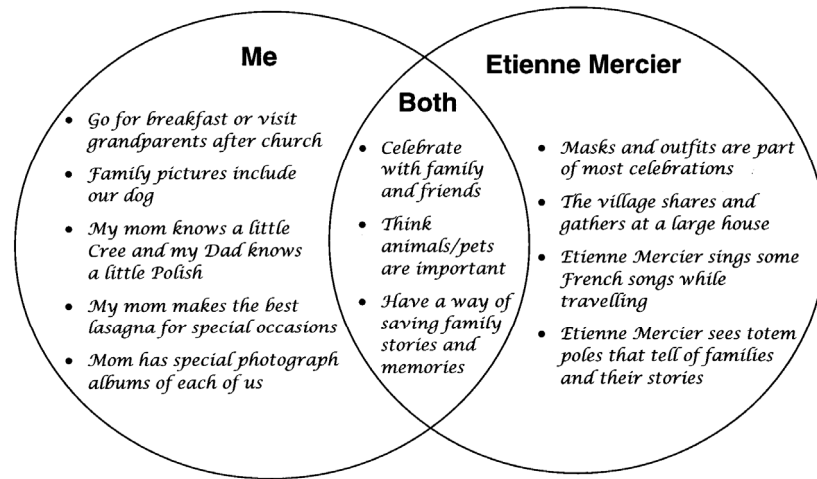 Me
• Go for breakfast or visit
grandparents after church
• Family pictures include
our dog
• My mom knows a little
Cree and my Dad knows
a little Polish
• My mom makes the best
lasagna for special occasions
• Mom has special photograph
albums of each of us
Both
• Celebrate
with family
and friends
• Think
animals/pets
are important
• Have a way of
saving family
stories and
memories
Etienne Mercier
• Masks and outfits are part
of most celebrations
• The village shares and
gathers at a large house
• Etienne Mercier sings some
French songs while
travelling
• Etienne Mercier sees totem
poles that tell of families
and their stories